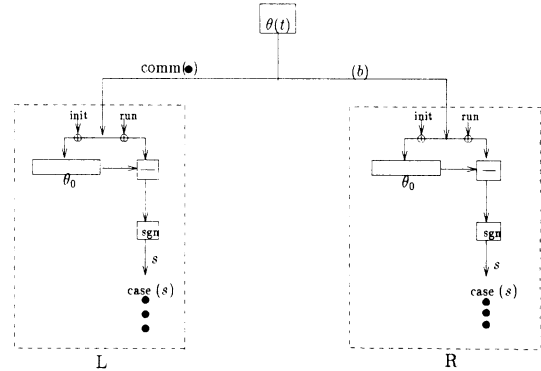 θ(t)
comm(●) (b)
init run init run
θ₀ — θ₀ —
sgn sgn
s s
case (s) case (s)
L R